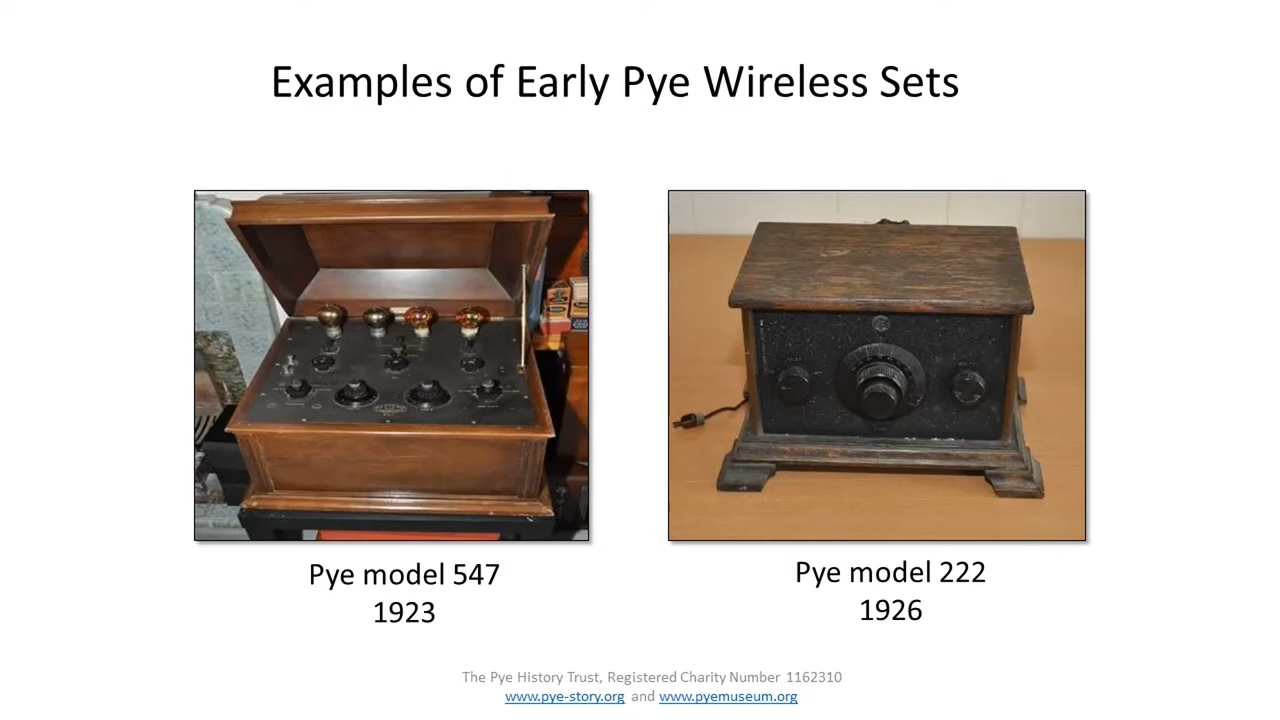 Examples of Early Pye Wireless Sets
Pye model 547
1923
Pye model 222
1926
The Pye History Trust, Registered Charity Number 1162310
www.pye-story.org and www.pyemuseum.org